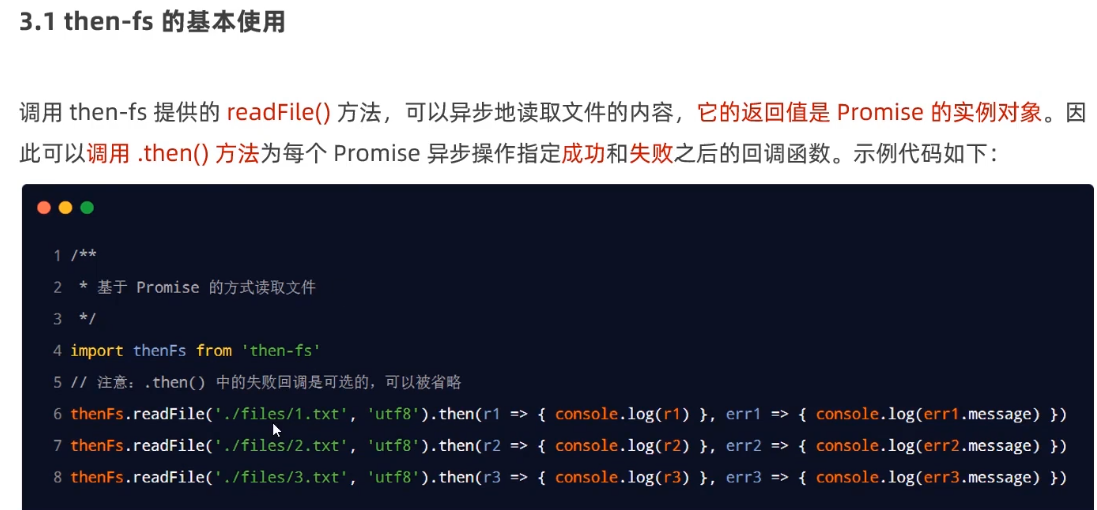 3.1 then-fs 的基本使用
调用 then-fs 提供的 readFile() 方法，可以异步地读取文件的内容，它的返回值是 Promise 的实例对象。因
此可以调用 .then() 方法为每个 Promise 异步操作指定成功和失败之后的回调函数。示例代码如下：
1 /**
2  * 基于 Promise 的方式读取文件
3  */
4 import thenFs from 'then-fs'
5 // 注意：.then() 中的失败回调是可选的，可以被省略
6 thenFs.readFile('./files/1.txt', 'utf8').then(r1 => { console.log(r1) }, err1 => { console.log(err1.message) })
7 thenFs.readFile('./files/2.txt', 'utf8').then(r2 => { console.log(r2) }, err2 => { console.log(err2.message) })
8 thenFs.readFile('./files/3.txt', 'utf8').then(r3 => { console.log(r3) }, err3 => { console.log(err3.message) })